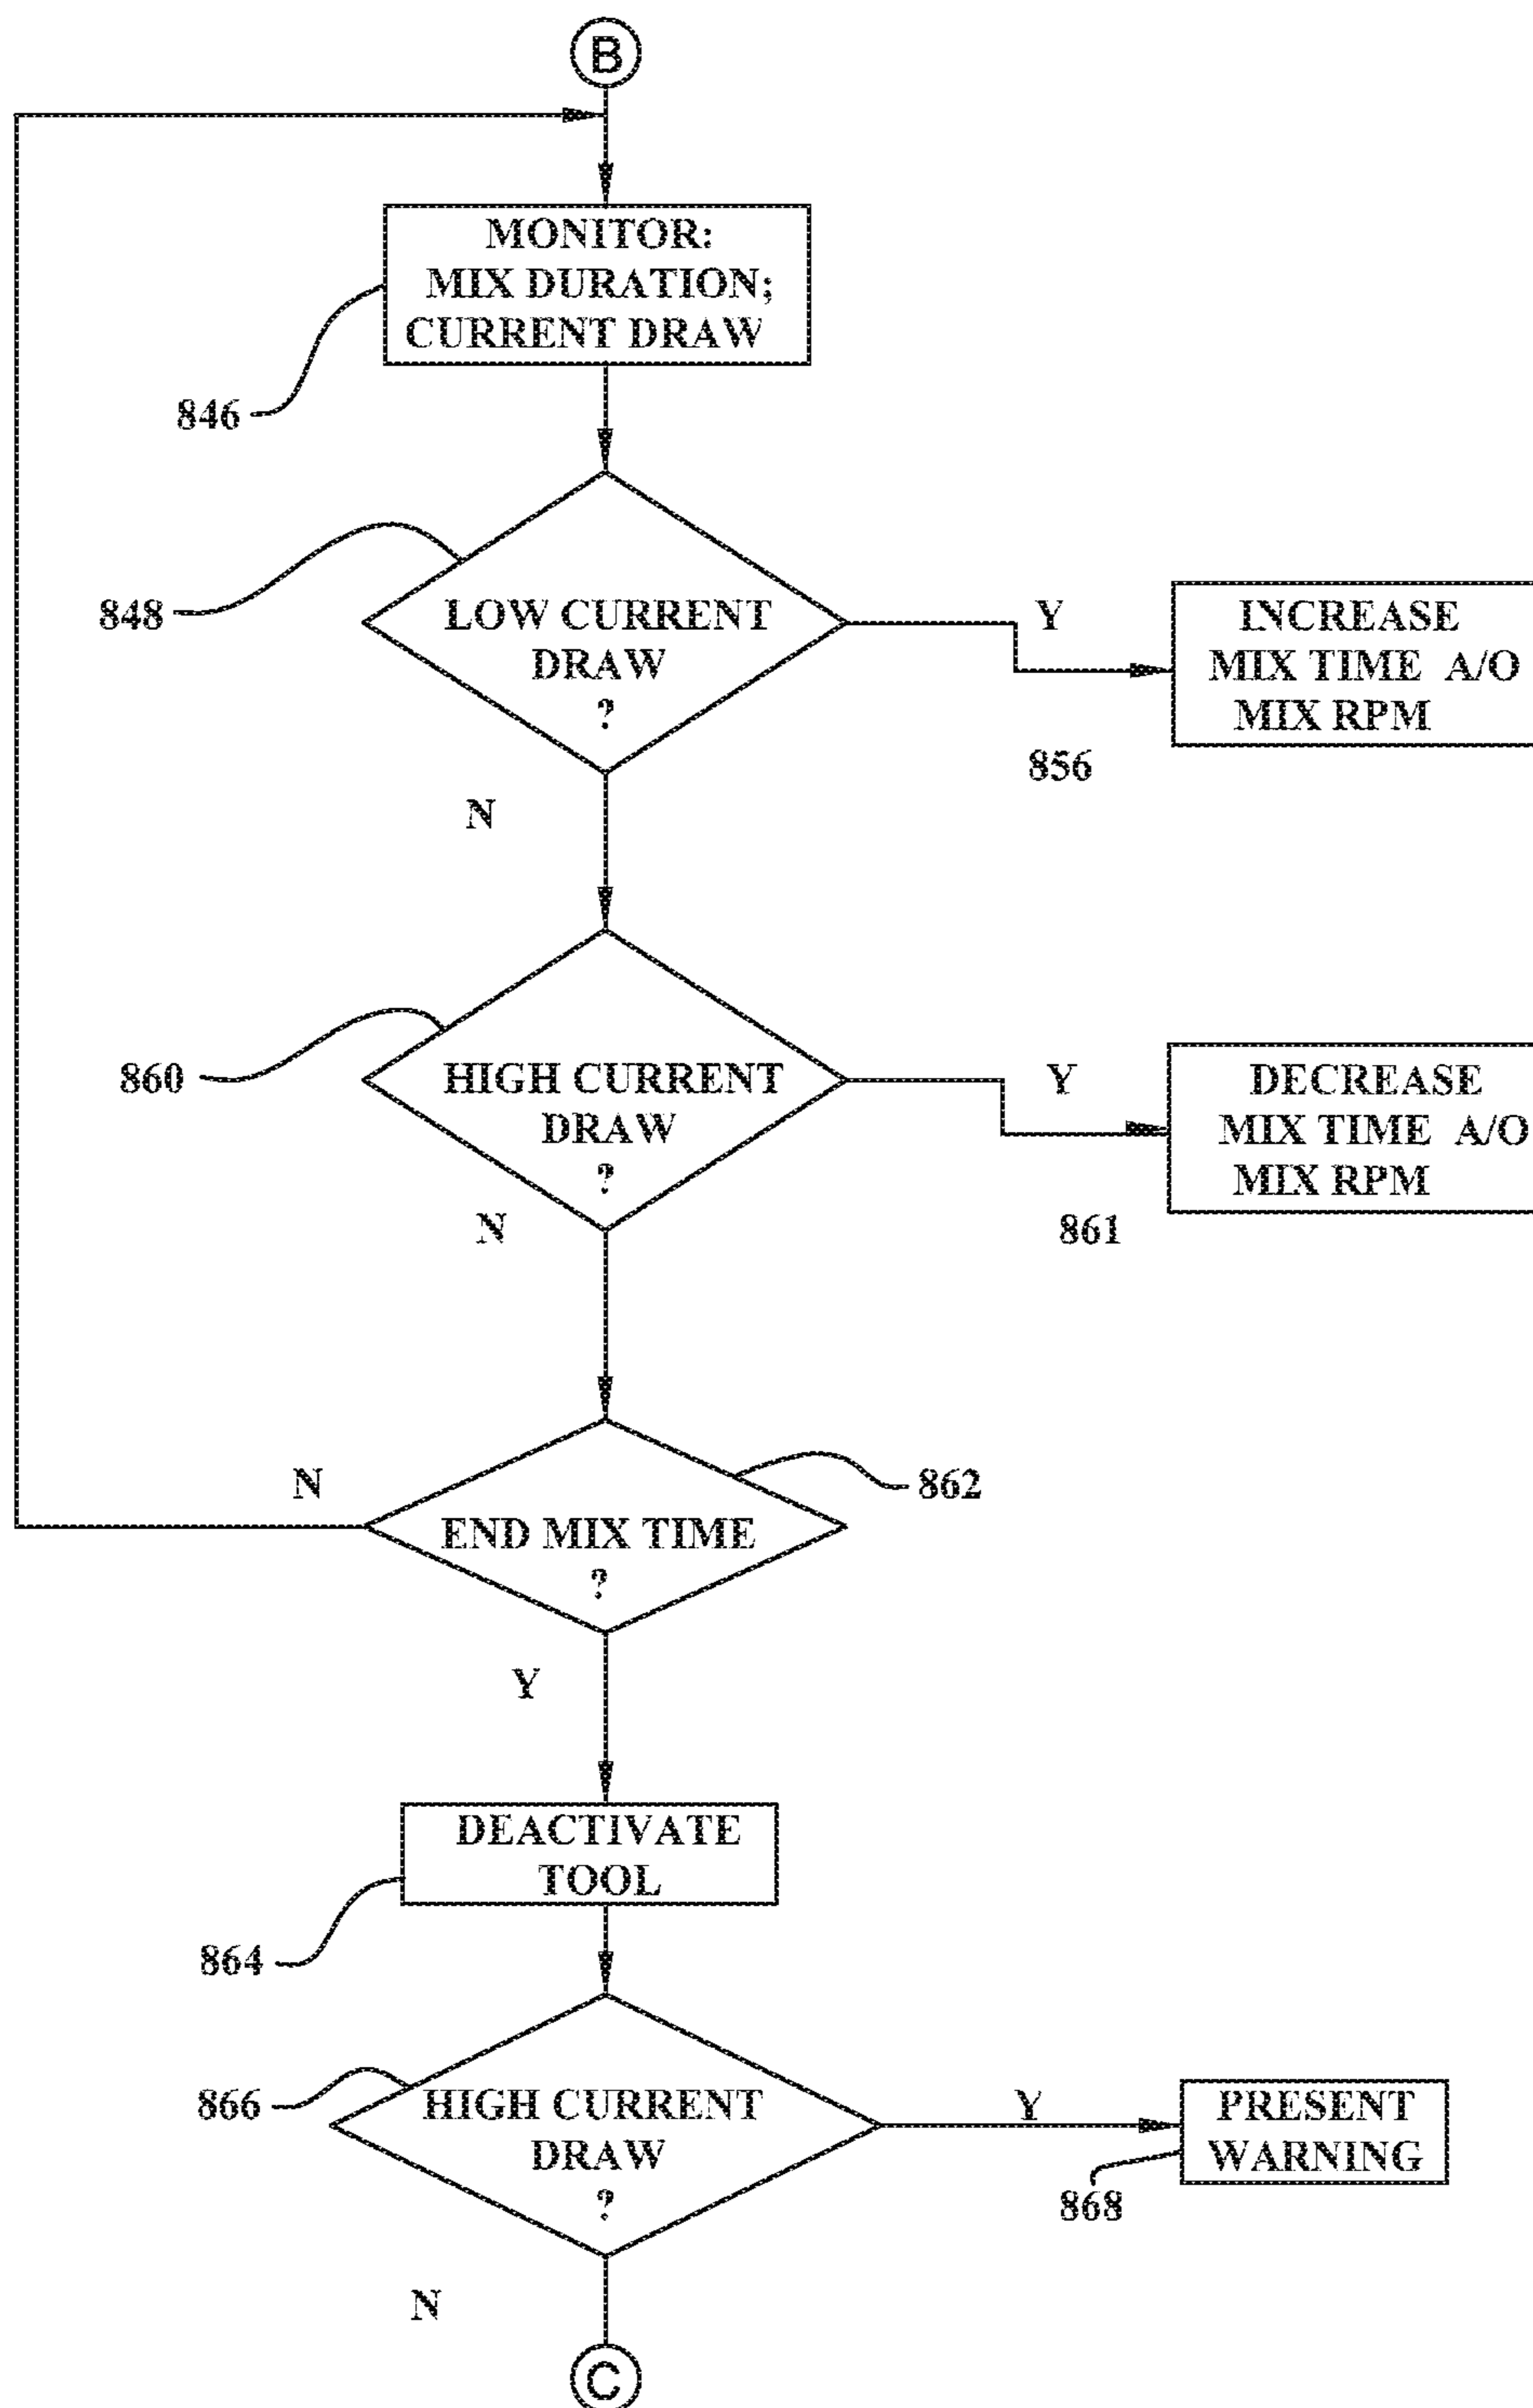 B
MONITOR:
MIX DURATION;
CURRENT DRAW
846
848
LOW CURRENT
DRAW
?
Y
INCREASE
MIX TIME A/O
MIX RPM
856
N
860
HIGH CURRENT
DRAW
?
Y
DECREASE
MIX TIME A/O
MIX RPM
861
N
N
862
END MIX TIME
?
Y
DEACTIVATE
TOOL
864
866
HIGH CURRENT
DRAW
?
Y
PRESENT
WARNING
868
N
C